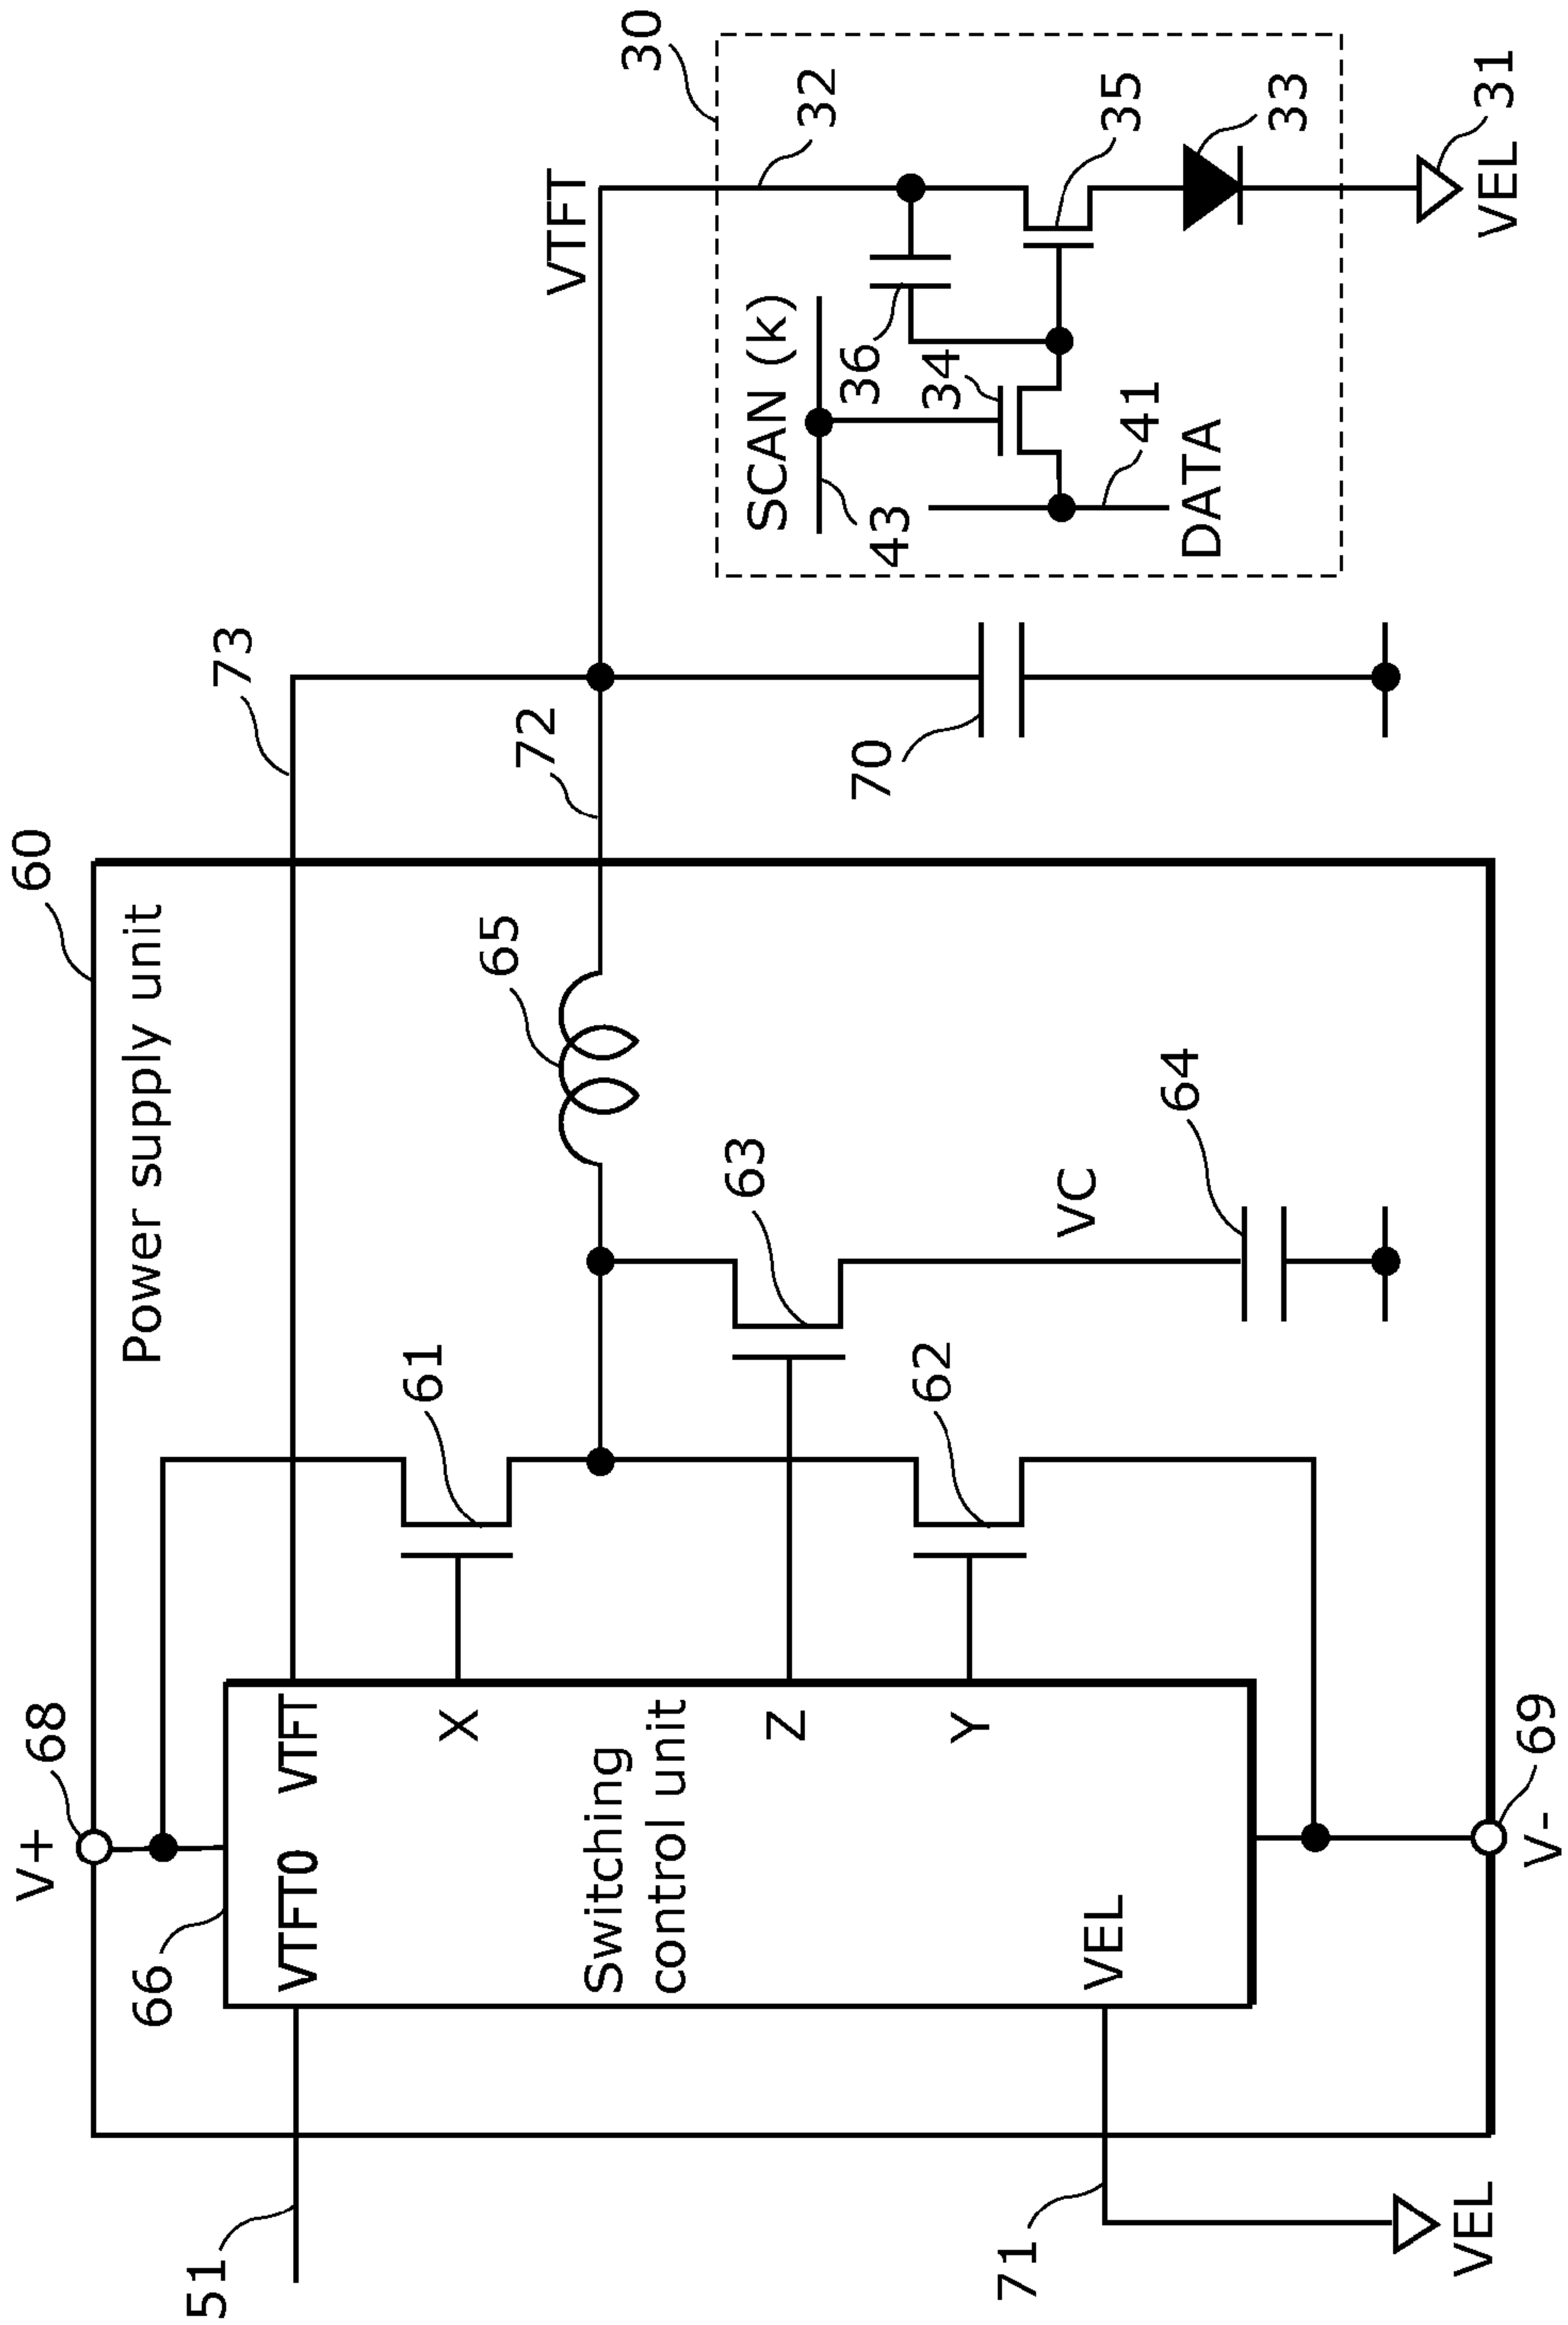 60
Power supply unit
V+
68
66
VTFT0
VTFT
X
Z
Y
Switching
control unit
VEL
51
71
VEL
V-
69
61
62
63
VC
64
65
72
73
70
VTFT
30
32
SCAN (k)
43
36
34
35
41
DATA
33
31
VEL